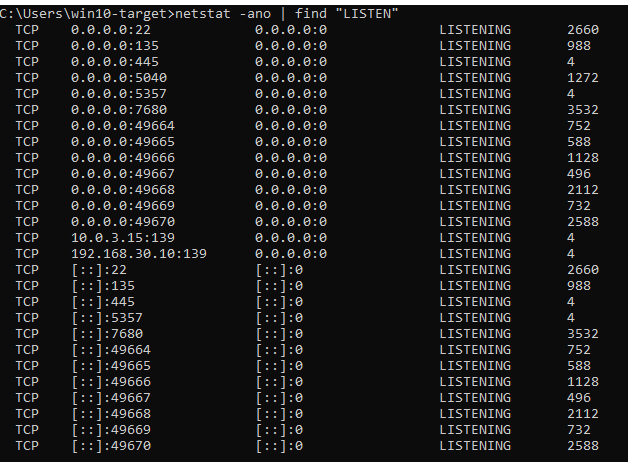 C:\Users\win10-target>netstat -ano | find "LISTEN"
TCP 0.0.0.0:22 0.0.0.0:0 LISTENING 2660
TCP 0.0.0.0:135 0.0.0.0:0 LISTENING 988
TCP 0.0.0.0:445 0.0.0.0:0 LISTENING 4
TCP 0.0.0.0:5040 0.0.0.0:0 LISTENING 1272
TCP 0.0.0.0:5357 0.0.0.0:0 LISTENING 4
TCP 0.0.0.0:7680 0.0.0.0:0 LISTENING 3532
TCP 0.0.0.0:49664 0.0.0.0:0 LISTENING 752
TCP 0.0.0.0:49665 0.0.0.0:0 LISTENING 588
TCP 0.0.0.0:49666 0.0.0.0:0 LISTENING 1128
TCP 0.0.0.0:49667 0.0.0.0:0 LISTENING 496
TCP 0.0.0.0:49668 0.0.0.0:0 LISTENING 2112
TCP 0.0.0.0:49669 0.0.0.0:0 LISTENING 732
TCP 0.0.0.0:49670 0.0.0.0:0 LISTENING 2588
TCP 10.0.3.15:139 0.0.0.0:0 LISTENING 4
TCP 192.168.30.10:139 0.0.0.0:0 LISTENING 4
TCP [::]:22 [::]:0 LISTENING 2660
TCP [::]:135 [::]:0 LISTENING 988
TCP [::]:445 [::]:0 LISTENING 4
TCP [::]:5357 [::]:0 LISTENING 4
TCP [::]:7680 [::]:0 LISTENING 3532
TCP [::]:49664 [::]:0 LISTENING 752
TCP [::]:49665 [::]:0 LISTENING 588
TCP [::]:49666 [::]:0 LISTENING 1128
TCP [::]:49667 [::]:0 LISTENING 496
TCP [::]:49668 [::]:0 LISTENING 2112
TCP [::]:49669 [::]:0 LISTENING 732
TCP [::]:49670 [::]:0 LISTENING 2588